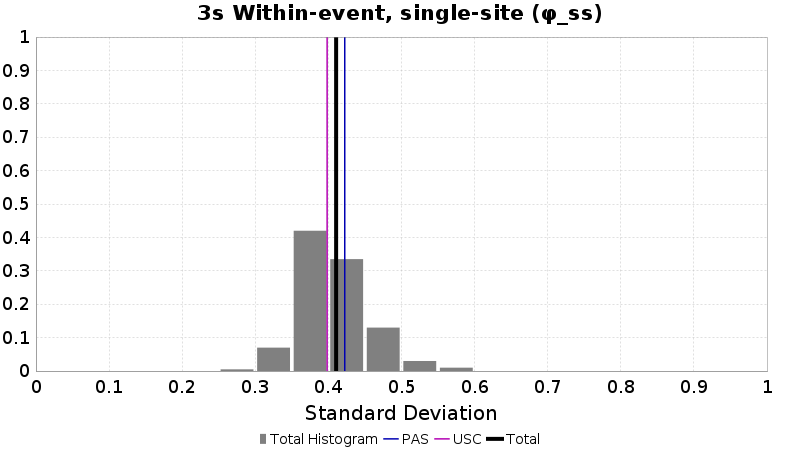 3s Within-event, single-site (φ_ss)
1
0.9
0.8
0.7
0.6
0.5
0.4
0.3
0.2
0.1
0
0 0.1 0.2 0.3 0.4 0.5 0.6 0.7 0.8 0.9 1
Standard Deviation
Total Histogram PAS USC Total